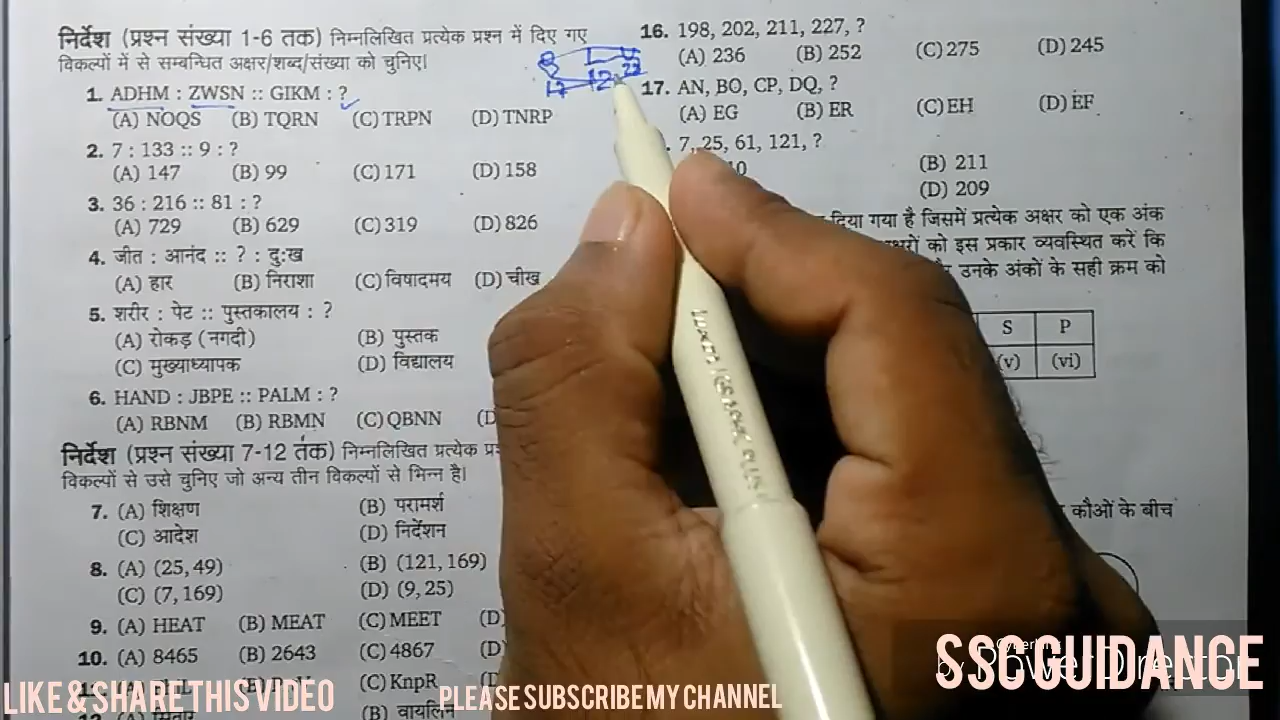 निर्देश (प्रश्न संख्या 1-6 तक) निम्नलिखित प्रत्येक प्रश्न में दिए गए
विकल्पों में से सम्बन्धित अक्षर/शब्द/संख्या को चुनिए।
1. ADHM : ZWSN :: GIKM : ?
(A) NOQS (B) TQRN (C) TRPN (D) TNRP
2. 7 : 133 :: 9 : ?
(A) 147 (B) 99 (C) 171 (D) 158
3. 36 : 216 :: 81 : ?
(A) 729 (B) 629 (C) 319 (D) 826
4. जीत : आनंद :: ? : दुःख
(A) हार (B) निराशा (C) विषादमय (D) चीख
5. शरीर : पेट :: पुस्तकालय : ?
(A) रोकड़ (नगदी) (B) पुस्तक
(C) मुख्याध्यापक (D) विद्यालय
6. HAND : JBPE :: PALM : ?
(A) RBNM (B) RBMN (C) QBNN (D
निर्देश (प्रश्न संख्या 7-12 तक) निम्नलिखित प्रत्येक
विकल्पों से उसे चुनिए जो अन्य तीन विकल्पों से भिन्न है।
7. (A) शिक्षण (B) परामर्श
(C) आदेश (D) निर्देशन
8. (A) (25, 49) (B) (121, 169)
(C) (7, 169) (D) (9, 25)
9. (A) HEAT (B) MEAT (C) MEET (D)
10. (A) 8465 (B) 2643 (C) 4867 (D)
(C) KnpR
(B) वायलिन
16. 198, 202, 211, 227, ?
(A) 236 (B) 252 (C) 275 (D) 245
17. AN, BO, CP, DQ, ?
(A) EG (B) ER (C) EH (D) EF
7, 25, 61, 121, ?
(B) 211
(D) 209
दिया गया है जिसमें प्रत्येक अक्षर को एक अंक
को इस प्रकार व्यवस्थित करें कि
उनके अंकों के सही क्रम को
S P
(v) (vi)
कौओं के बीच
SSC GUIDANCE
LIKE & SHARE THIS VIDEO
PLEASE SUBSCRIBE MY CHANNEL